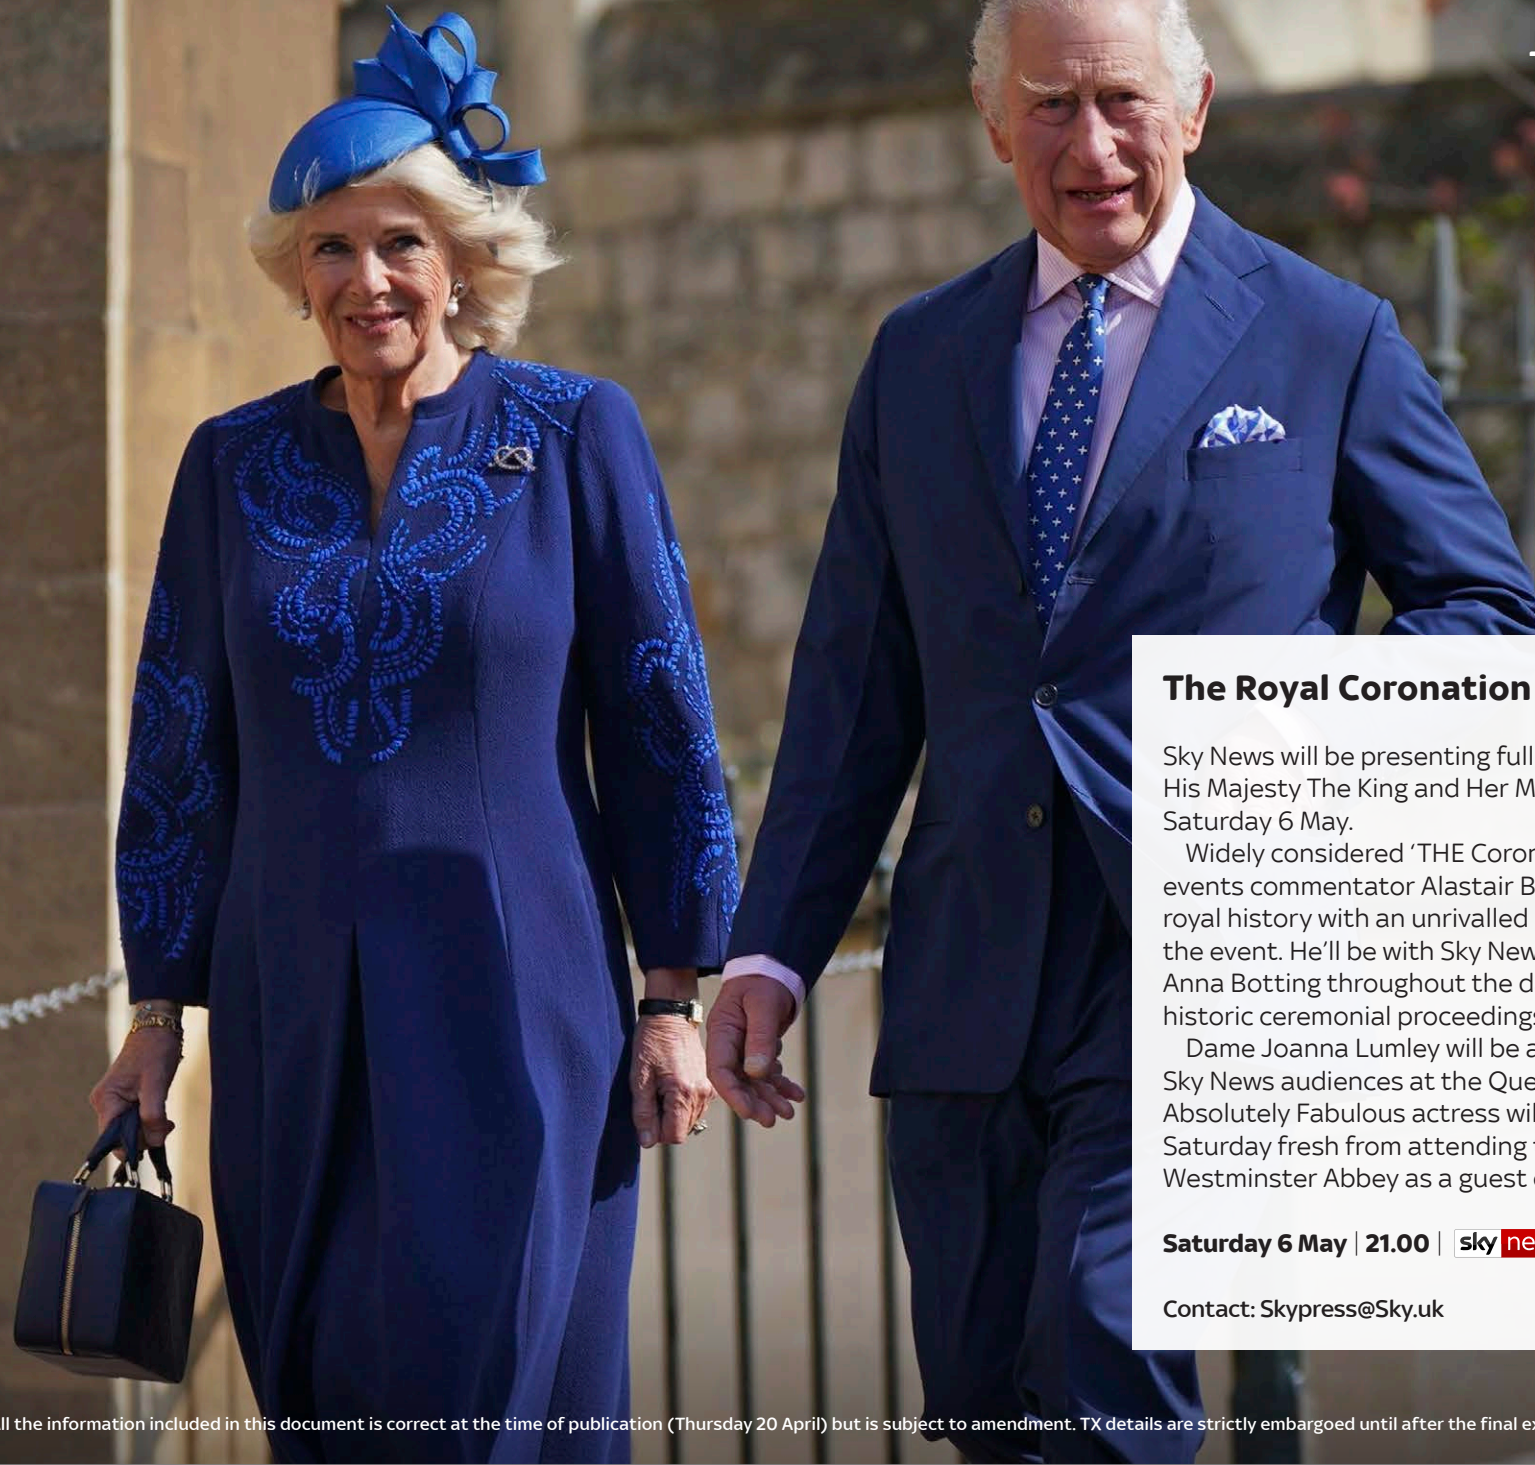 The Royal Coronation
Sky News will be presenting full
His Majesty The King and Her M
Saturday 6 May.
Widely considered ‘THE Coron
events commentator Alastair B
royal history with an unrivalled
the event. He’ll be with Sky New
Anna Botting throughout the d
historic ceremonial proceedings
Dame Joanna Lumley will be a
Sky News audiences at the Que
Absolutely Fabulous actress wil
Saturday fresh from attending t
Westminster Abbey as a guest
Saturday 6 May | 21.00 | sky ne
Contact: Skypress@Sky.uk
ll the information included in this document is correct at the time of publication (Thursday 20 April) but is subject to amendment. TX details are strictly embargoed until after the final ex